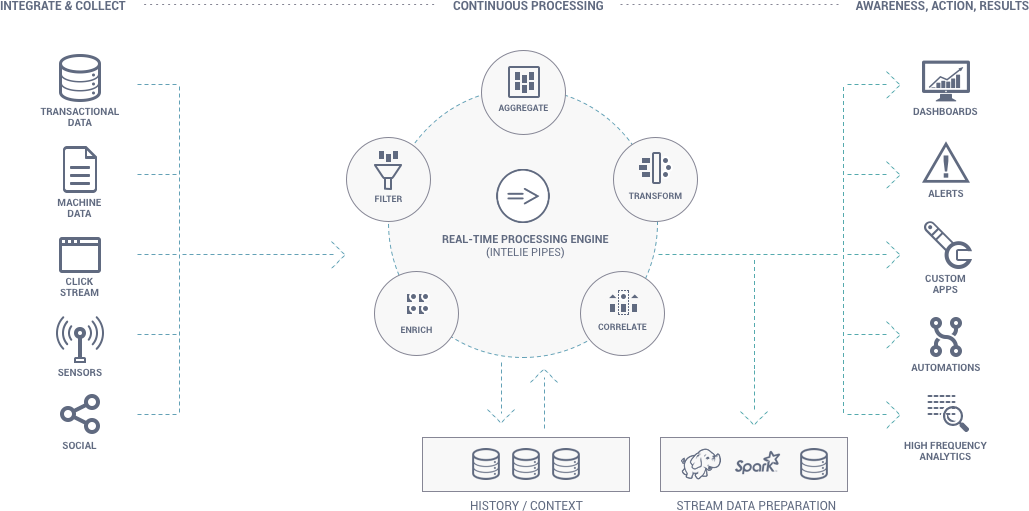 INTEGRATE & COLLECT
CONTINUOUS PROCESSING
AWARENESS, ACTION, RESULTS
TRANSACTIONAL
DATA
MACHINE
DATA
CLICK
STREAM
SENSORS
SOCIAL
AGGREGATE
FILTER
TRANSFORM
REAL-TIME PROCESSING ENGINE
(INTELIE PIPES)
ENRICH
CORRELATE
Spark
HISTORY / CONTEXT
STREAM DATA PREPARATION
DASHBOARDS
ALERTS
CUSTOM
APPS
AUTOMATIONS
HIGH FREQUENCY
ANALYTICS